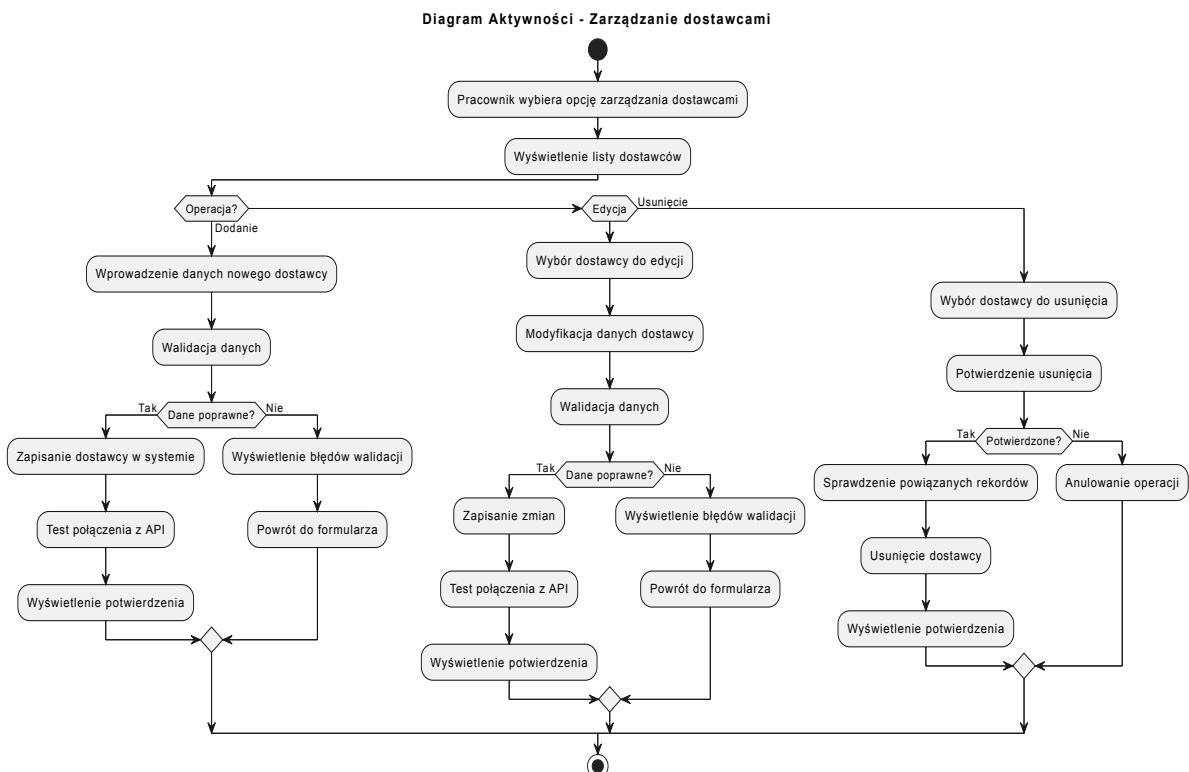 Diagram Aktywności - Zarządzanie dostawcami
Pracownik wybiera opcję zarządzania dostawcami
Wyświetlenie listy dostawców
Operacja?
Dodanie
Wprowadzenie danych nowego dostawcy
Walidacja danych
Tak
Dane poprawne?
Nie
Zapisanie dostawcy w systemie
Test połączenia z API
Wyświetlenie potwierdzenia
Wyświetlenie błędów walidacji
Powrót do formularza
Edycja
Usunięcie
Wybór dostawcy do edycji
Modyfikacja danych dostawcy
Walidacja danych
Tak
Dane poprawne?
Nie
Zapisanie zmian
Test połączenia z API
Wyświetlenie potwierdzenia
Wyświetlenie błędów walidacji
Powrót do formularza
Wybór dostawcy do usunięcia
Potwierdzenie usunięcia
Tak
Potwierdzone?
Nie
Sprawdzenie powiązanych rekordów
Usunięcie dostawcy
Wyświetlenie potwierdzenia
Anulowanie operacji